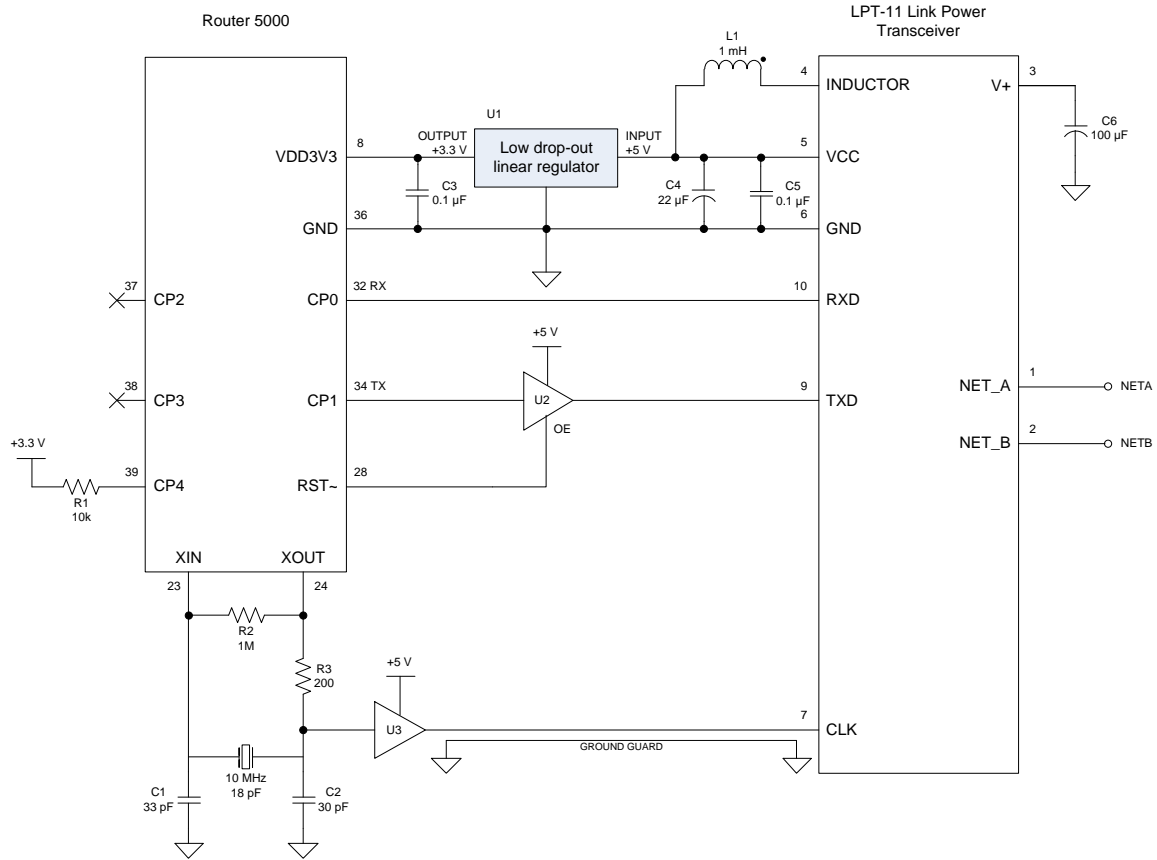 Router 5000
LPT-11 Link Power
Transceiver
L1
1 mH
4
INDUCTOR
V+
3
C6
100 µF
U1
OUTPUT
+3.3 V
Low drop-out
linear regulator
INPUT
+5 V
VDD3V3
8
5
VCC
C3
0.1 µF
C4
22 µF
C5
0.1 µF
GND
36
6
GND
37
CP2
CP0
32 RX
10
RXD
+5 V
38
CP3
CP1
34 TX
U2
OE
9
TXD
NET_A
1
NETA
NET_B
2
NETB
+3.3 V
R1
10k
39
CP4
RST~
28
XIN
XOUT
23
24
R2
1M
R3
200
+5 V
U3
7
CLK
GROUND GUARD
10 MHz
18 pF
C1
33 pF
C2
30 pF